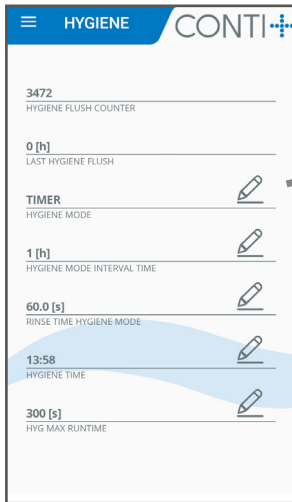 HYGIENE
CONTI+
3472
HYGIENE FLUSH COUNTER
0 [h]
LAST HYGIENE FLUSH
TIMER
HYGIENE MODE
1 [h]
HYGIENE MODE INTERVAL TIME
60.0 [s]
RINSE TIME HYGIENE MODE
13:58
HYGIENE TIME
300 [s]
HYG MAX RUNTIME